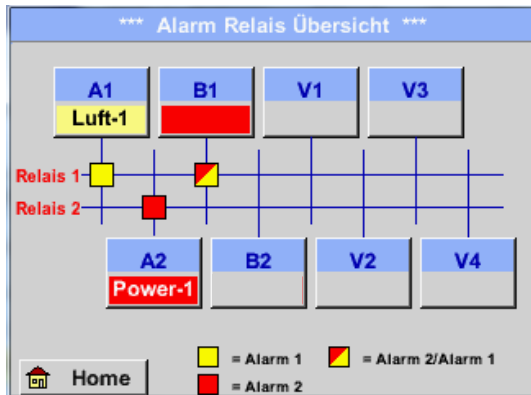 *** Alarm Relais Übersicht ***
A1 B1 V1 V3
Luft-1
Relais 1
Relais 2
A2 B2 V2 V4
Power-1
= Alarm 1 = Alarm 2/Alarm 1
Home
= Alarm 2